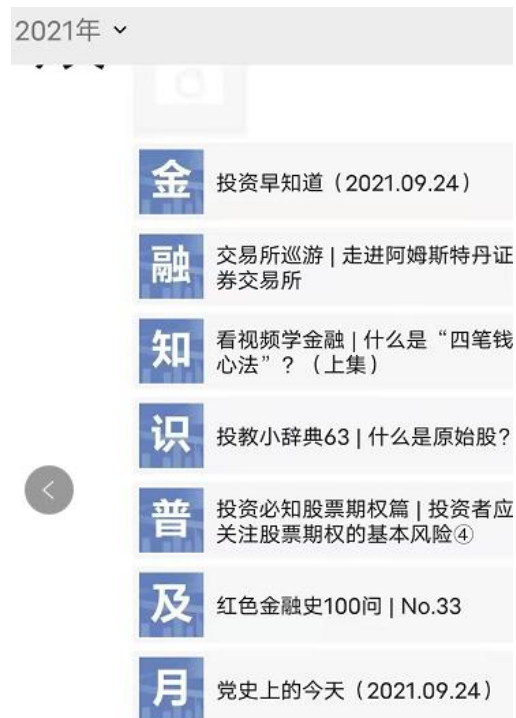 2021年
金
投资早知道（2021.09.24）
融
交易所巡游 | 走进阿姆斯特丹证
券交易所
知
看视频学金融 | 什么是“四笔钱
心法”？（上集）
识
投教小辞典63 | 什么是原始股？
普
投资必知股票期权篇 | 投资者应
关注股票期权的基本风险④
及
红色金融史100问 | No.33
月
党史上的今天（2021.09.24）